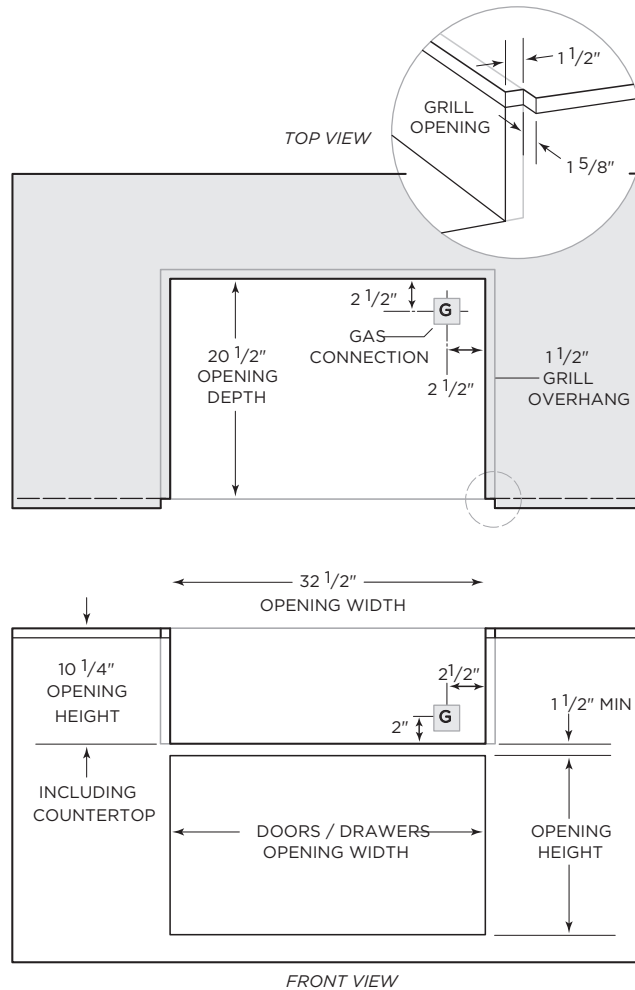 1 1/2"
GRILL
OPENING
TOP VIEW
1 5/8"
2 1/2"
G
GAS
CONNECTION
20 1/2"
OPENING
DEPTH
2 1/2"
1 1/2"
GRILL
OVERHANG
32 1/2"
OPENING WIDTH
10 1/4"
OPENING
HEIGHT
2 1/2"
G
2"
1 1/2" MIN
INCLUDING
COUNTERTOP
DOORS / DRAWERS
OPENING WIDTH
OPENING
HEIGHT
FRONT VIEW